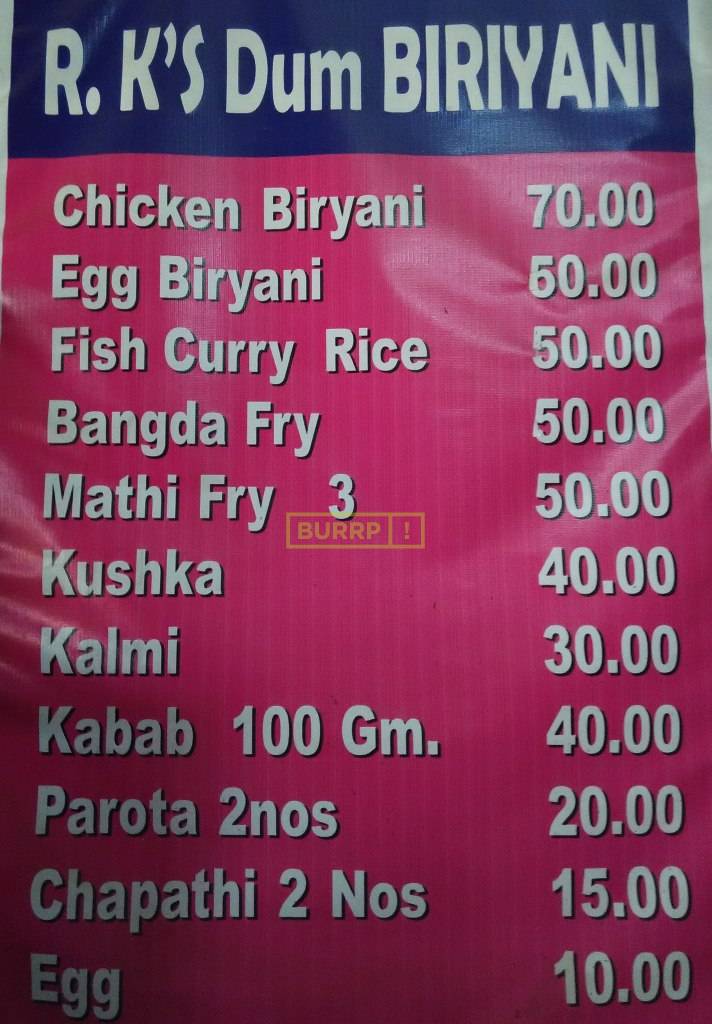 R. K'S Dum BIRIYANI
Chicken Biryani 70.00
Egg Biryani 60.00
Fish Curry Rice 50.00
Bangda Fry 50.00
Mathi Fry 3 50.00
BURRP !
Kushka 40.00
Kalmi 30.00
Kabab 100 Gm. 40.00
Parota 2nos 20.00
Chapathi 2 Nos 15.00
Egg 10.00